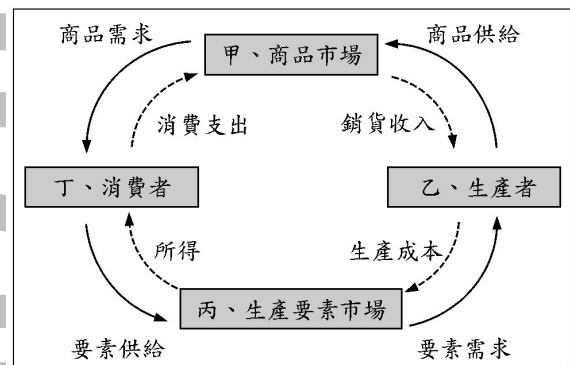 商品需求
商品供給
甲、商品市場
消費支出
銷貨收入
丁、消費者
乙、生產者
所得
生產成本
丙、生產要素市場
要素供給
要素需求